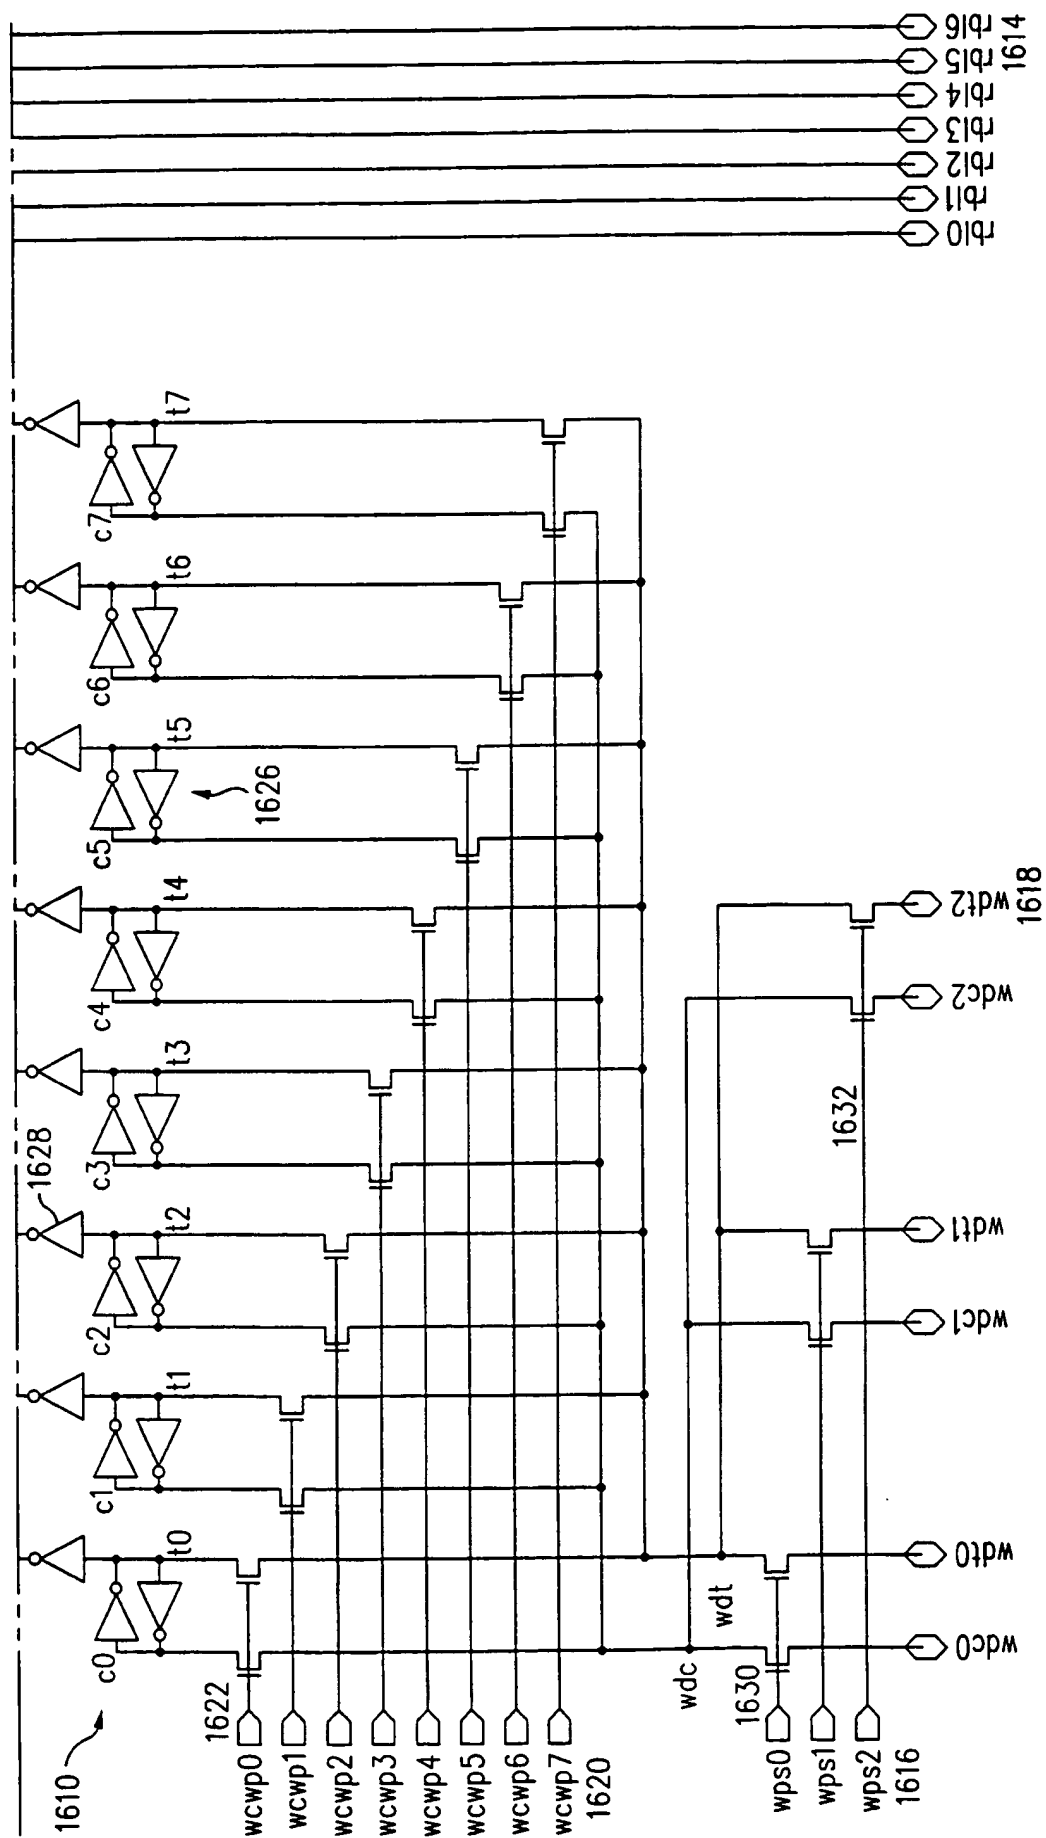 1610
c0
t0
c1
t1
c2
t2
1628
c3
t3
c4
t4
c5
t5
1626
c6
t6
c7
t7
1622
wcwp0
wcwp1
wcwp2
wcwp3
wcwp4
wcwp5
wcwp6
wcwp7
1620
wdc
wdt
1630
1632
wps0
wps1
wps2
1616
wdc0
wdt0
wdc1
wdt1
wdc2
wdt2
1618
rbl0
rbl1
rbl2
rbl3
rbl4
rbl5
rbl6
1614